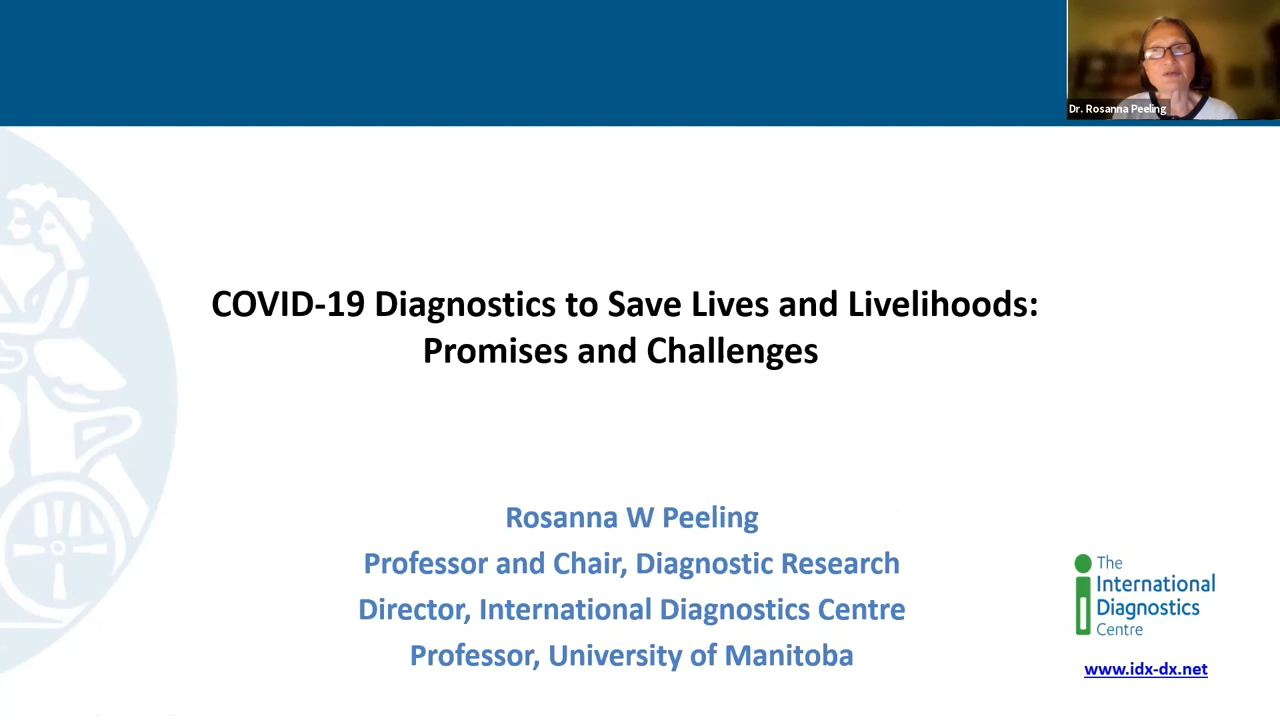 Dr. Rosanna Peeling
COVID-19 Diagnostics to Save Lives and Livelihoods:
Promises and Challenges
Rosanna W Peeling
Professor and Chair, Diagnostic Research
Director, International Diagnostics Centre
Professor, University of Manitoba
The
International
Diagnostics
Centre
www.idx-dx.net